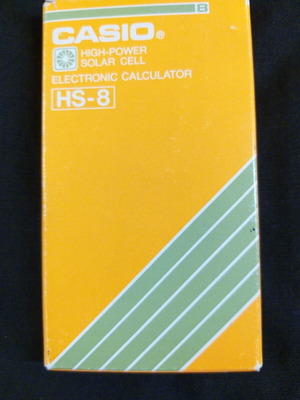 8
CASIO®
HIGH-POWER
SOLAR CELL
ELECTRONIC CALCULATOR
HS-8